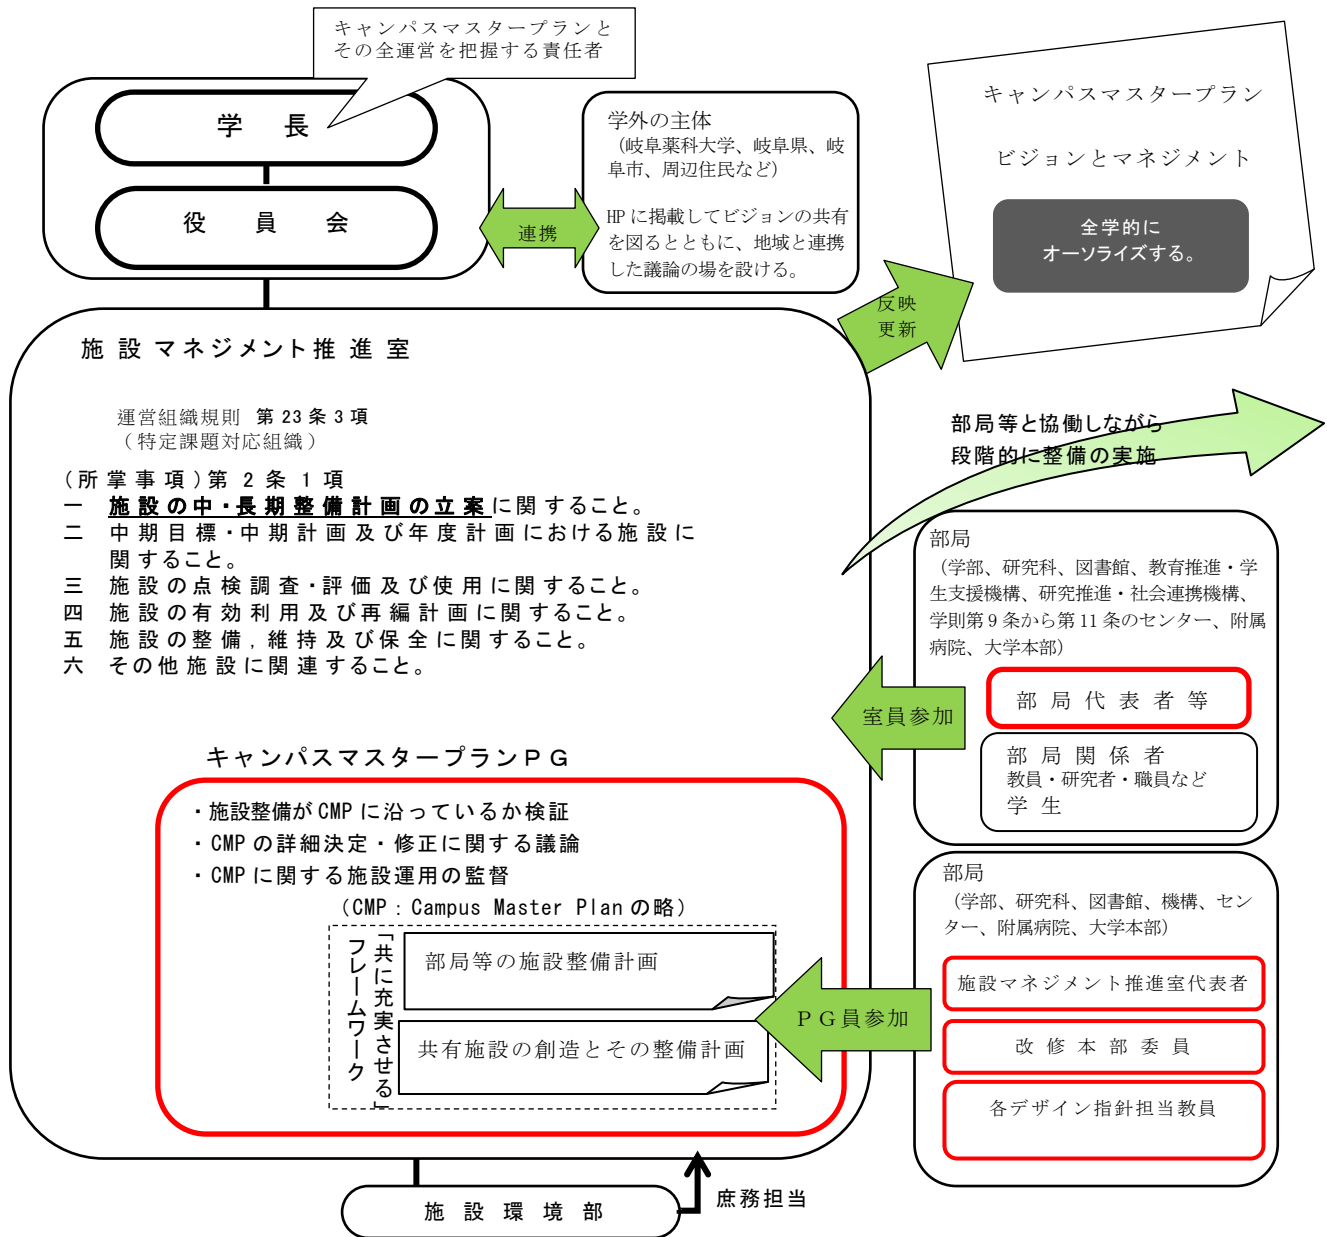 キャンパスマスタープランと
その全運営を把握する責任者
学　長
役　員　会
連携
学外の主体
（岐阜薬科大学、岐阜県、岐
阜市、周辺住民など）
HPに掲載してビジョンの共有
を図るとともに、地域と連携
した議論の場を設ける。
キャンパスマスタープラン
ビジョンとマネジメント
全学的に
オーソライズする。
反映
更新
施設マネジメント推進室
運営組織規則 第23条3項
（特定課題対応組織）
(所掌事項)第２条１項
一　施設の中・長期整備計画の立案に関すること。
二　中期目標・中期計画及び年度計画における施設に
関すること。
三　施設の点検調査・評価及び使用に関すること。
四　施設の有効利用及び再編計画に関すること。
五　施設の整備，維持及び保全に関すること。
六　その他施設に関連すること。
部局等と協働しながら
段階的に整備の実施
部局
（学部、研究科、図書館、教育推進・学
生支援機構、研究推進・社会連携機構、
学則第9条から第11条のセンター、附属
病院、大学本部）
部局代表者等
部局関係者
教員・研究者・職員など
学生
室員参加
キャンパスマスタープランＰＧ
・施設整備がCMPに沿っているか検証
・CMPの詳細決定・修正に関する議論
・CMPに関する施設運用の監督
（CMP：Campus Master Planの略）
「共に充実させる」
フレームワーク
部局等の施設整備計画
共有施設の創造とその整備計画
ＰＧ員参加
部局
（学部、研究科、図書館、機構、セン
ター、附属病院、大学本部）
施設マネジメント推進室代表者
改修本部委員
各デザイン指針担当教員
施設環境部
庶務担当